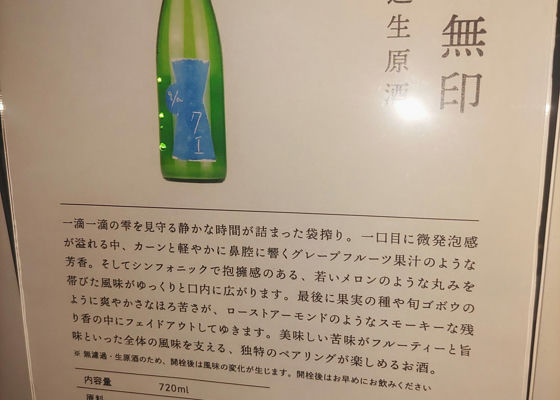 無印
生原酒
クエ
一滴一滴の雫を見守る静かな時間が詰まった袋搾り。一口目に微発泡感
が溢れる中、カーンと軽やかに鼻腔に響くグレープフルーツ果汁のような
芳香。そしてシンフォニックで抱擁感のある、若いメロンのような丸みを
帯びた風味がゆっくりと口内に広がります。最後に果実の種や旬ゴボウの
ように爽やかさなほろ苦さが、ローストアーモンドのようなスモーキーな残
り香の中にフェイドアウトしてゆきます。美味しい苦味がフルーティーと旨
味といった全体の風味を支える、独特のペアリングが楽しめるお酒。
※ 無濾過・生原酒のため、開栓後は風味の変化が生じます。開栓後はお早めにお飲みください
内容量 720ml
原料